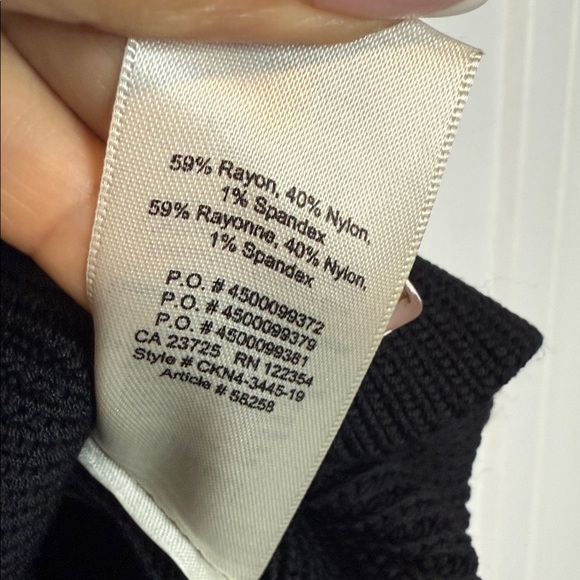 59% Rayon, 40% Nylon,
1% Spandex
59% Rayonne, 40% Nylon,
1% Spandex
P.O. # 4500099372
P.O. # 4500099379
P.O. # 4500099381
CA 23725 RN 122354
Style # CKN4-3445-19
Article # 58258